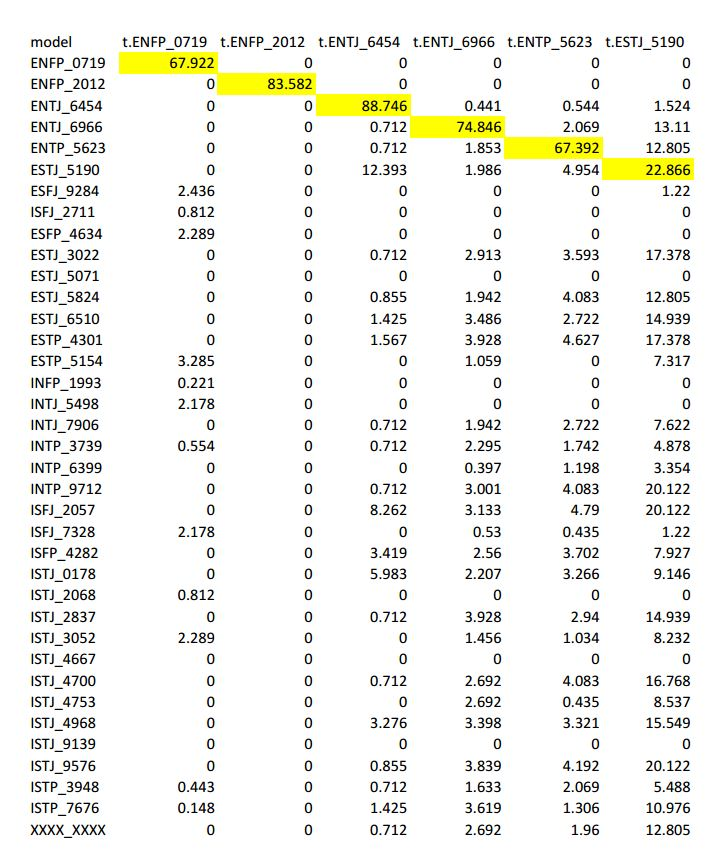 model t.ENFP_0719 t.ENFP_2012 t.ENTJ_6454 t.ENTJ_6966 t.ENTP_5623 t.ESTJ_5190
ENFP_0719 67.922 0 0 0 0 0
ENFP_2012 0 83.582 0 0 0 0
ENTJ_6454 0 0 88.746 0.441 0.544 1.524
ENTJ_6966 0 0 0.712 74.846 2.069 13.11
ENTP_5623 0 0 0.712 1.853 67.392 12.805
ESTJ_5190 0 0 12.393 1.986 4.954 22.866
ESFJ_9284 2.436 0 0 0 0 1.22
ISFJ_2711 0.812 0 0 0 0 0
ESFP_4634 2.289 0 0 0 0 0
ESTJ_3022 0 0 0.712 2.913 3.593 17.378
ESTJ_5071 0 0 0 0 0 0
ESTJ_5824 0 0 0.855 1.942 4.083 12.805
ESTJ_6510 0 0 1.425 3.486 2.722 14.939
ESTP_4301 0 0 1.567 3.928 4.627 17.378
ESTP_5154 3.285 0 0 1.059 0 7.317
INFP_1993 0.221 0 0 0 0 0
INTJ_5498 2.178 0 0 0 0 0
INTJ_7906 0 0 0.712 1.942 2.722 7.622
INTP_3739 0.554 0 0.712 2.295 1.742 4.878
INTP_6399 0 0 0 0.397 1.198 3.354
INTP_9712 0 0 0.712 3.001 4.083 20.122
ISFJ_2057 0 0 8.262 3.133 4.79 20.122
ISFJ_7328 2.178 0 0 0.53 0.435 1.22
ISFP_4282 0 0 3.419 2.56 3.702 7.927
ISTJ_0178 0 0 5.983 2.207 3.266 9.146
ISTJ_2068 0.812 0 0 0 0 0
ISTJ_2837 0 0 0.712 3.928 2.94 14.939
ISTJ_3052 2.289 0 0 1.456 1.034 8.232
ISTJ_4667 0 0 0 0 0 0
ISTJ_4700 0 0 0.712 2.692 4.083 16.768
ISTJ_4753 0 0 0 2.692 0.435 8.537
ISTJ_4968 0 0 3.276 3.398 3.321 15.549
ISTJ_9139 0 0 0 0 0 0
ISTJ_9576 0 0 0.855 3.839 4.192 20.122
ISTP_3948 0.443 0 0.712 1.633 2.069 5.488
ISTP_7676 0.148 0 1.425 3.619 1.306 10.976
XXXX_XXXX 0 0 0.712 2.692 1.96 12.805